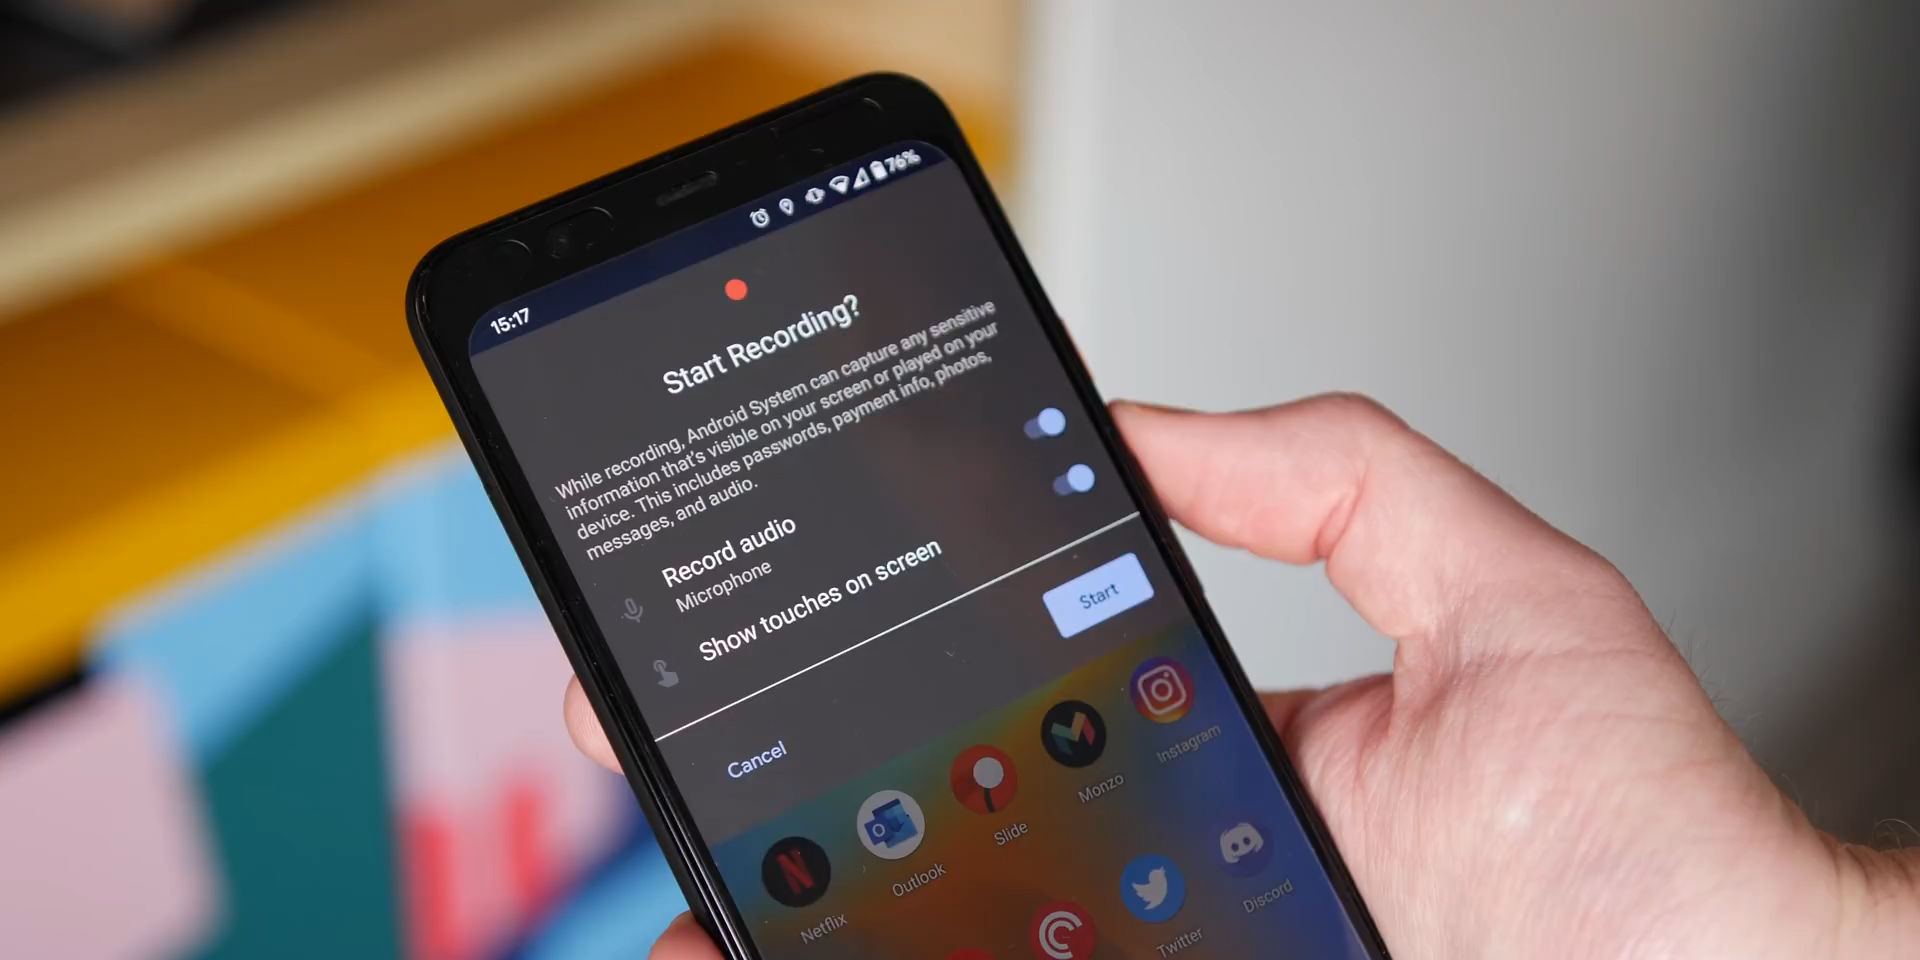 15:17
76%
Start Recording?
While recording, Android System can capture any sensitive
information that's visible on your screen or played on your
device. This includes passwords, payment info, photos,
messages, and audio.
Record audio
Microphone
Show touches on screen
Cancel
Start
Netflix
Outlook
Slide
Monzo
Instagram
Twitter
Discord